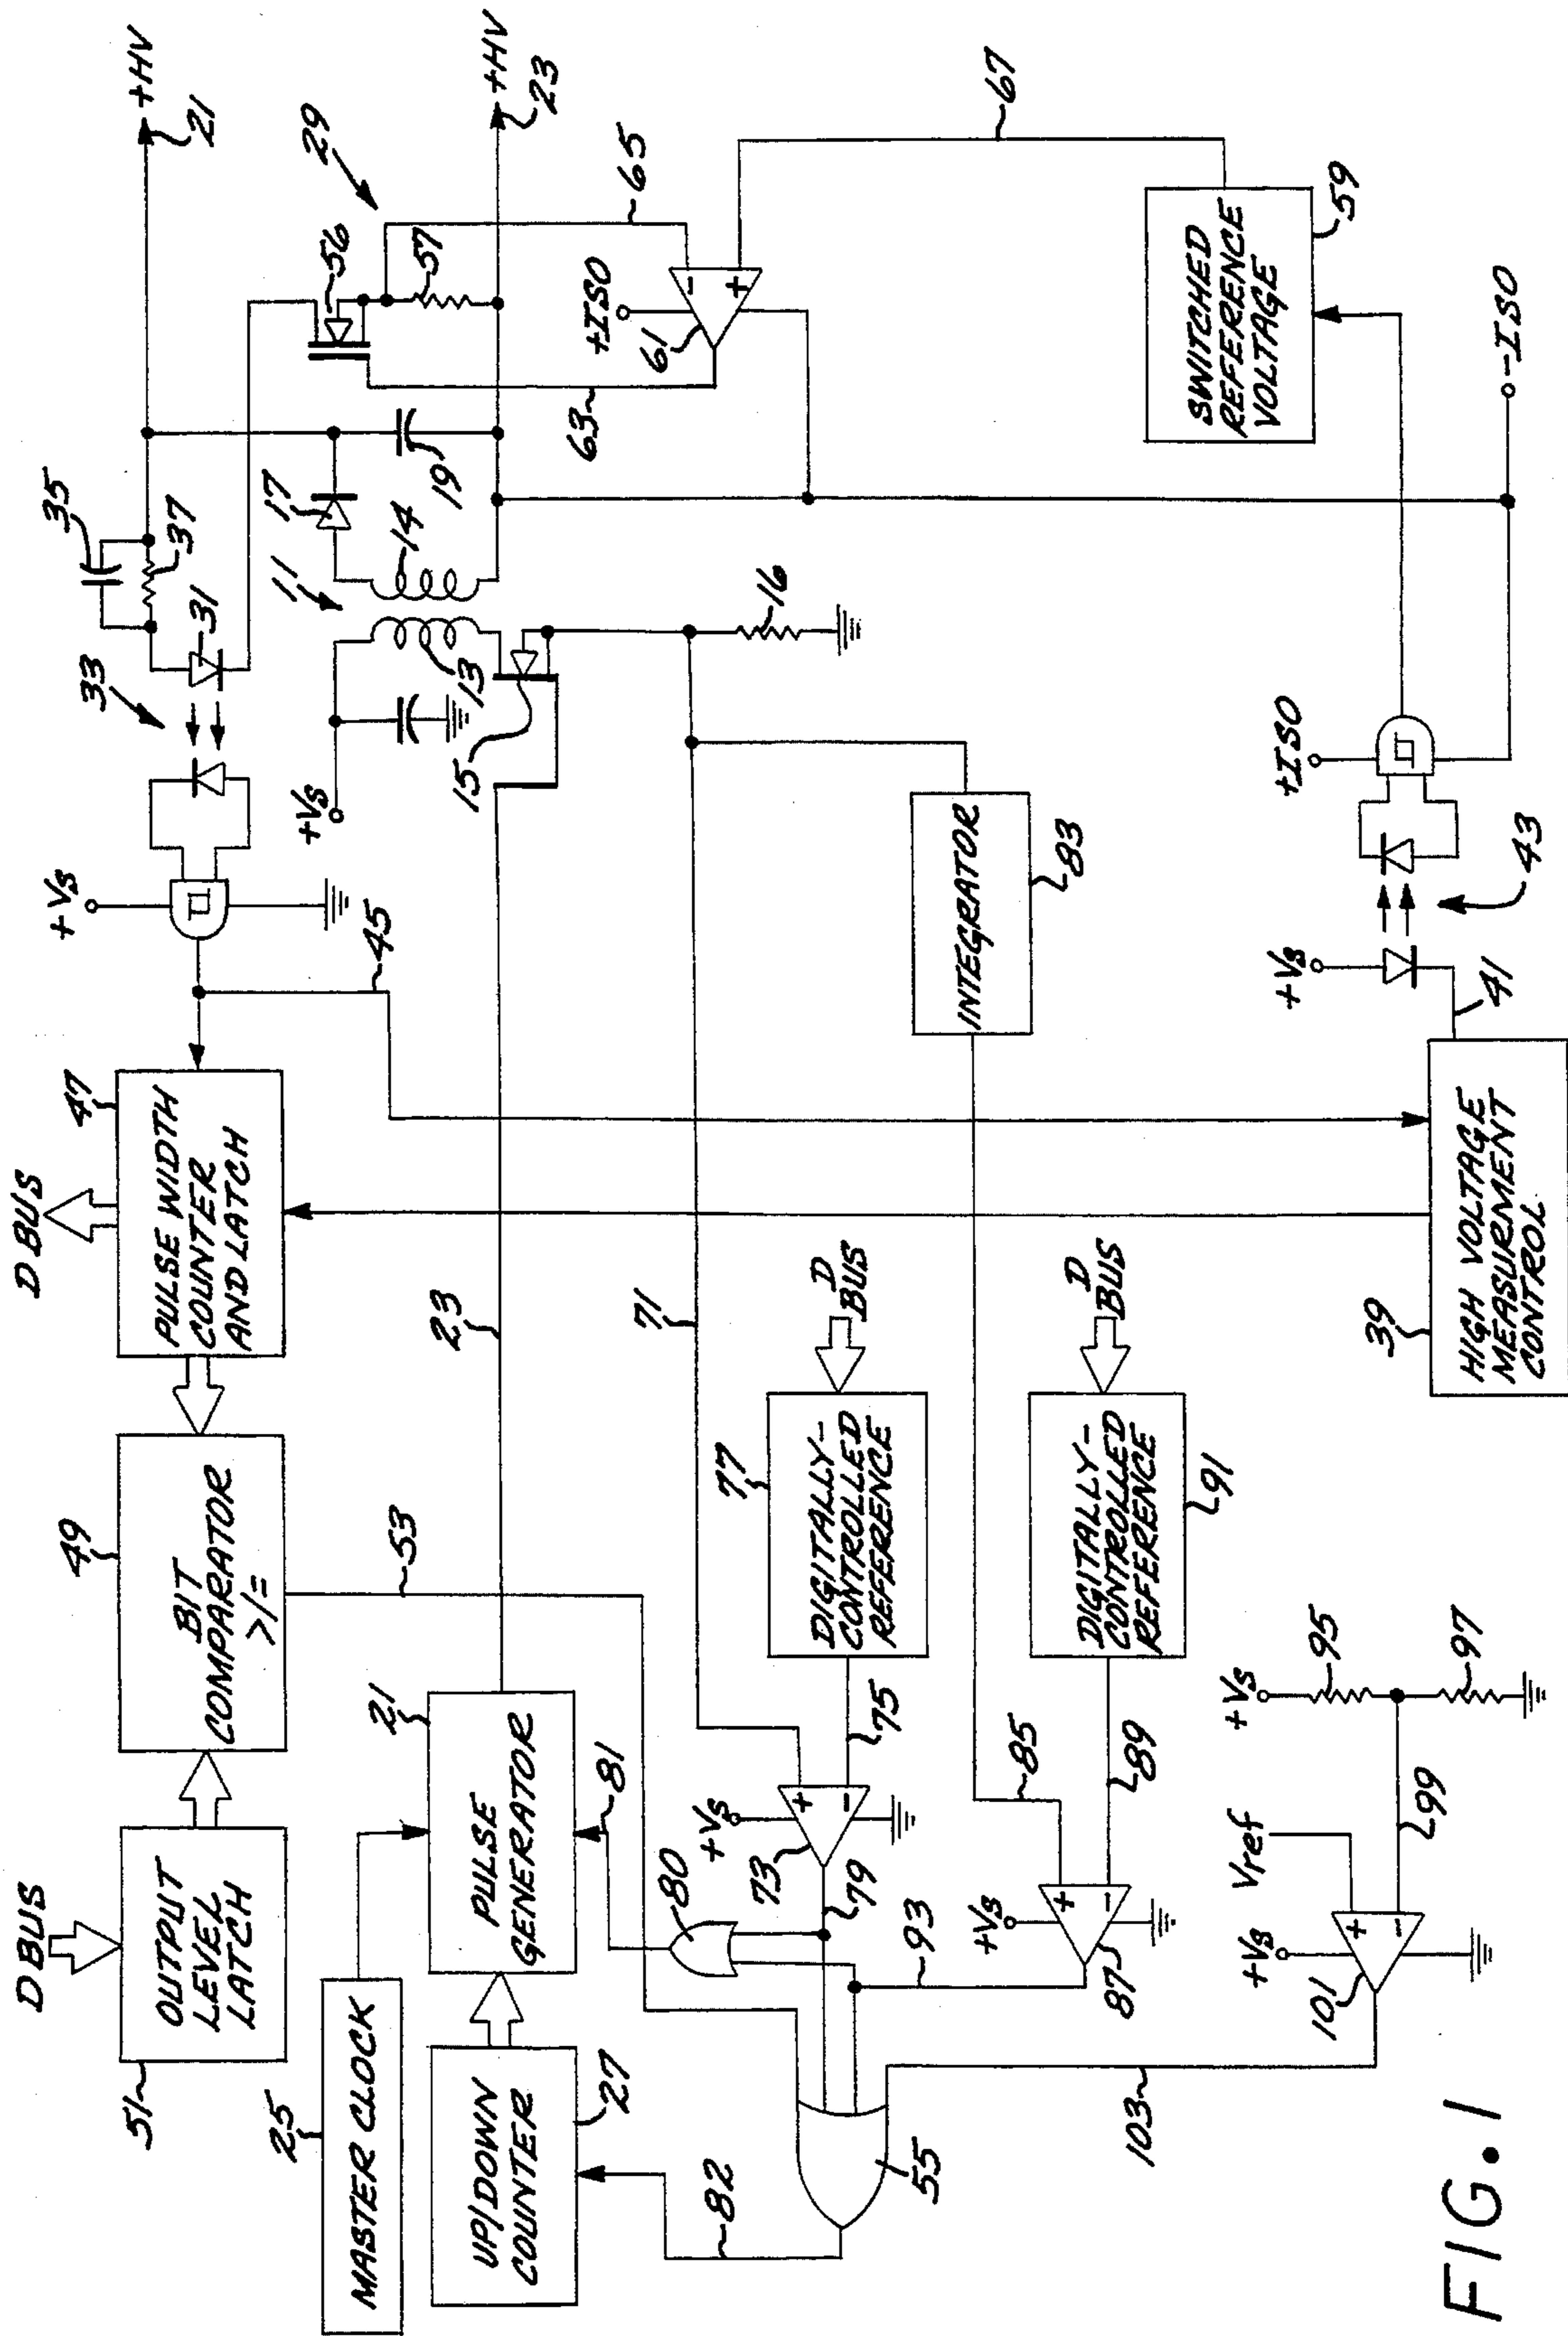 D BUS
D BUS
51
OUTPUT
LEVEL
LATCH
49
BIT
COMPARATOR
>/=
47
PULSE WIDTH
COUNTER
AND LATCH
+Vs
33
35
37
31
+HV
21
25
MASTER CLOCK
53
45
11
17
29
+Vs
14
19
13
15
56
57
+HV
23
UP/DOWN
COUNTER
27
21
PULSE
GENERATOR
23
63
65
+ISO
61
-
+
67
16
82
80
81
71
55
79
+Vs
73
+
-
75
77
DIGITALLY-
CONTROLLED
REFERENCE
D
BUS
INTEGRATOR
83
93
85
+Vs
87
+
-
89
DIGITALLY-
CONTROLLED
REFERENCE
91
D
BUS
SWITCHED
REFERENCE
VOLTAGE
59
103
Vref
+Vs
101
+
-
99
+Vs
95
97
+Vs
+ISO
41
43
-ISO
39
HIGH VOLTAGE
MEASURMENT
CONTROL
FIG. 1